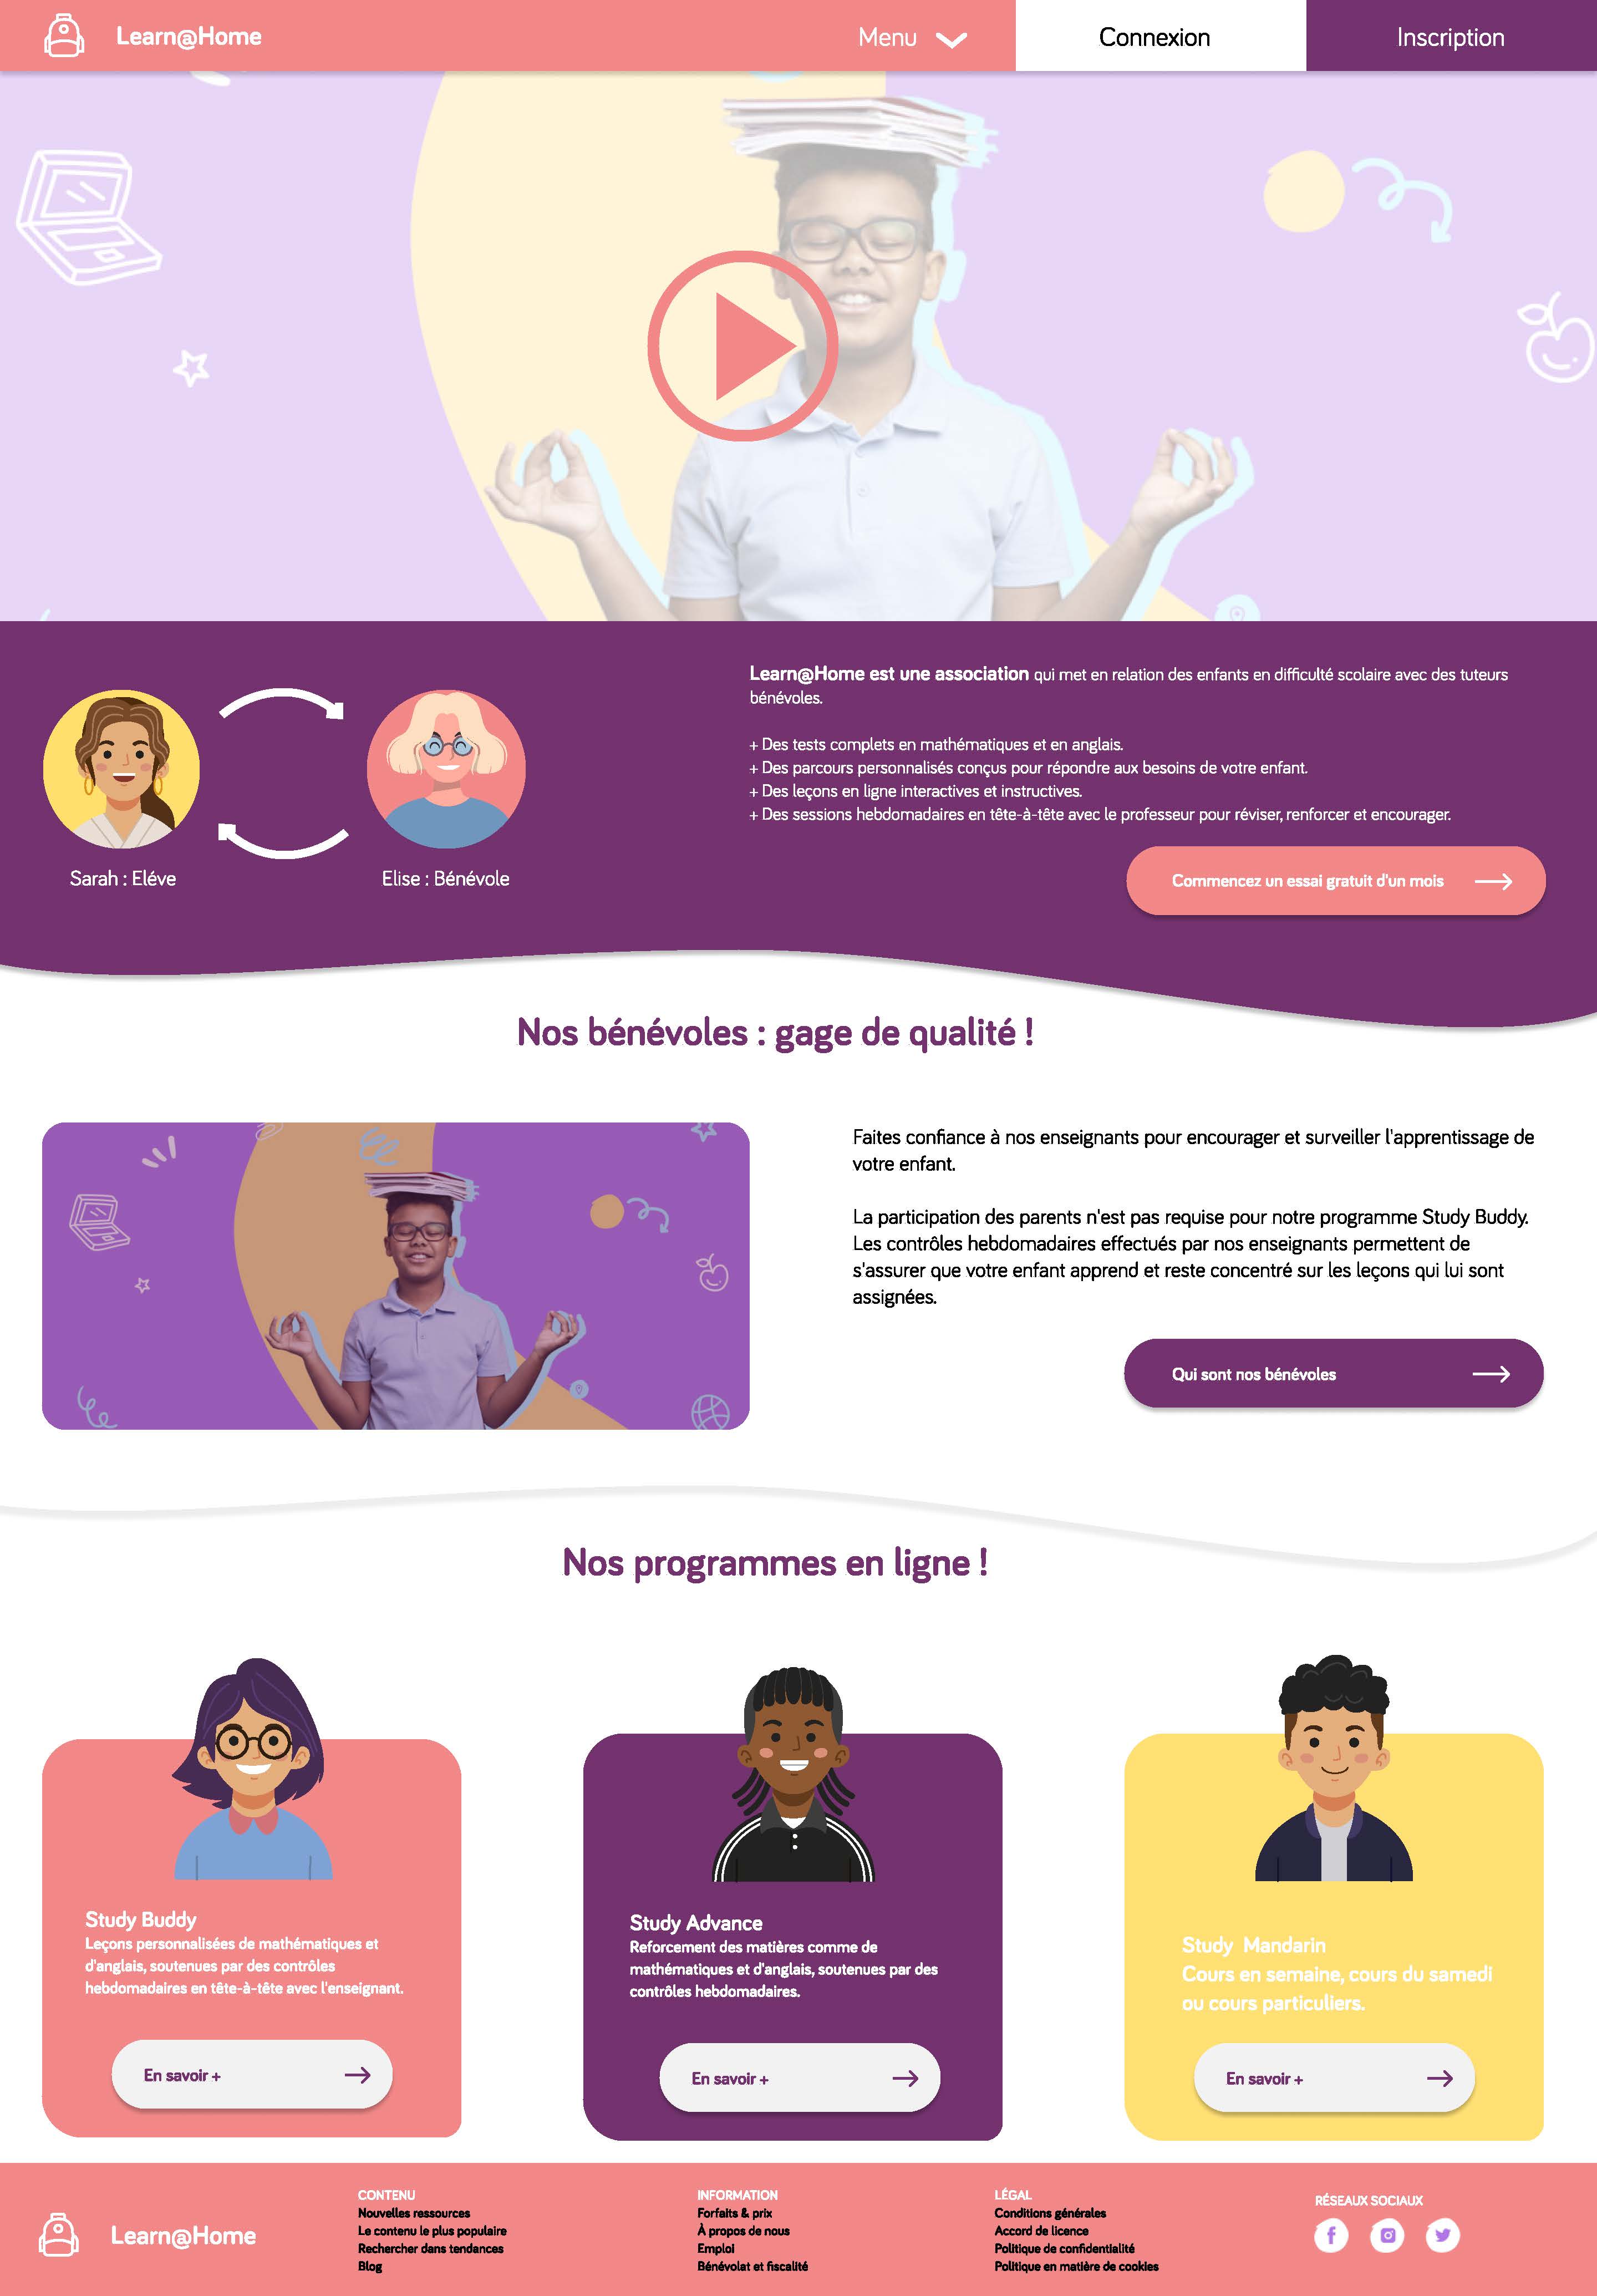 Learn@Home
Menu
Connexion
Inscription
Learn@Home est une association qui met en relation des enfants en difficulté scolaire avec des tuteurs
bénévoles.
+ Des tests complets en mathématiques et en anglais.
+ Des parcours personnalisés conçus pour répondre aux besoins de votre enfant.
+ Des leçons en ligne interactives et instructives.
+ Des sessions hebdomadaires en tête-à-tête avec le professeur pour réviser, renforcer et encourager.
Sarah : Eléve
Elise : Bénévole
Commencez un essai gratuit d'un mois
Nos bénévoles : gage de qualité !
Faites confiance à nos enseignants pour encourager et surveiller l'apprentissage de
votre enfant.
La participation des parents n'est pas requise pour notre programme Study Buddy.
Les contrôles hebdomadaires effectués par nos enseignants permettent de
s'assurer que votre enfant apprend et reste concentré sur les leçons qui lui sont
assignées.
Qui sont nos bénévoles
Nos programmes en ligne !
Study Buddy
Leçons personnalisées de mathématiques et
d'anglais, soutenues par des contrôles
hebdomadaires en tête-à-tête avec l'enseignant.
En savoir +
Study Advance
Reforcement des matières comme de
mathématiques et d'anglais, soutenues par des
contrôles hebdomadaires.
En savoir +
Study Mandarin
Cours en semaine, cours du samedi
ou cours particuliers.
En savoir +
Learn@Home
CONTENU
Nouvelles ressources
Le contenu le plus populaire
Rechercher dans tendances
Blog
INFORMATION
Forfaits & prix
À propos de nous
Emploi
Bénévolat et fiscalité
LÉGAL
Conditions générales
Accord de licence
Politique de confidentialité
Politique en matière de cookies
RÉSEAUX SOCIAUX